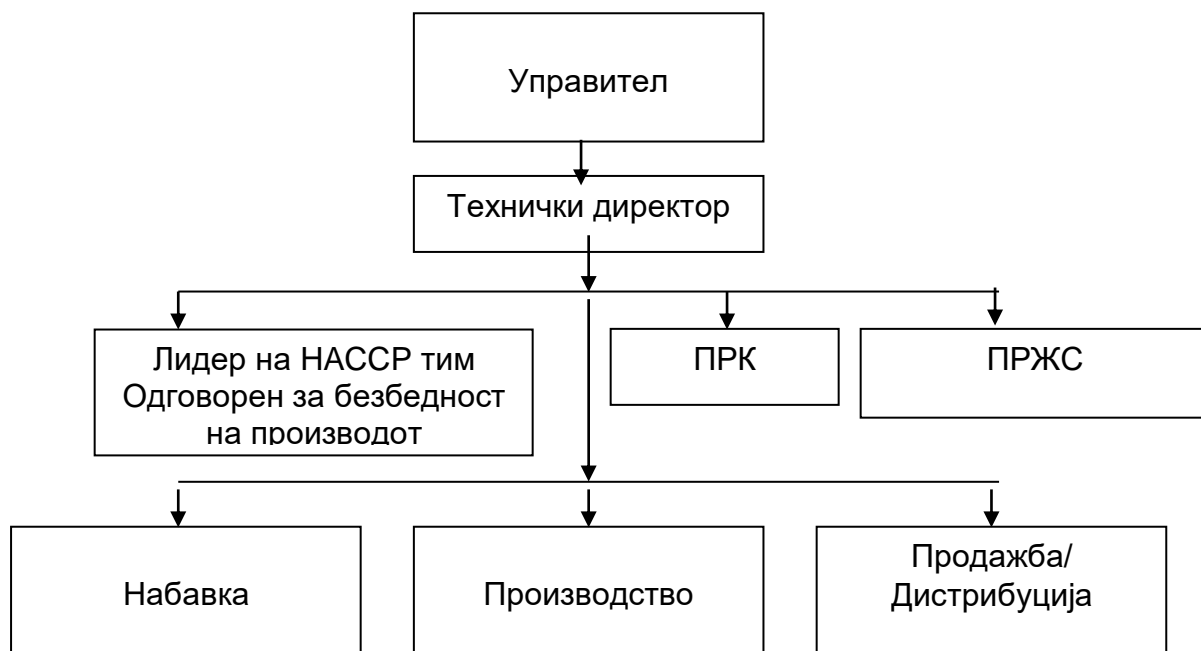 Управител
Технички директор
Лидер на НАССР тим
Одговорен за безбедност
на производот
ПРК
ПРЖС
Набавка
Производство
Продажба/
Дистрибуција